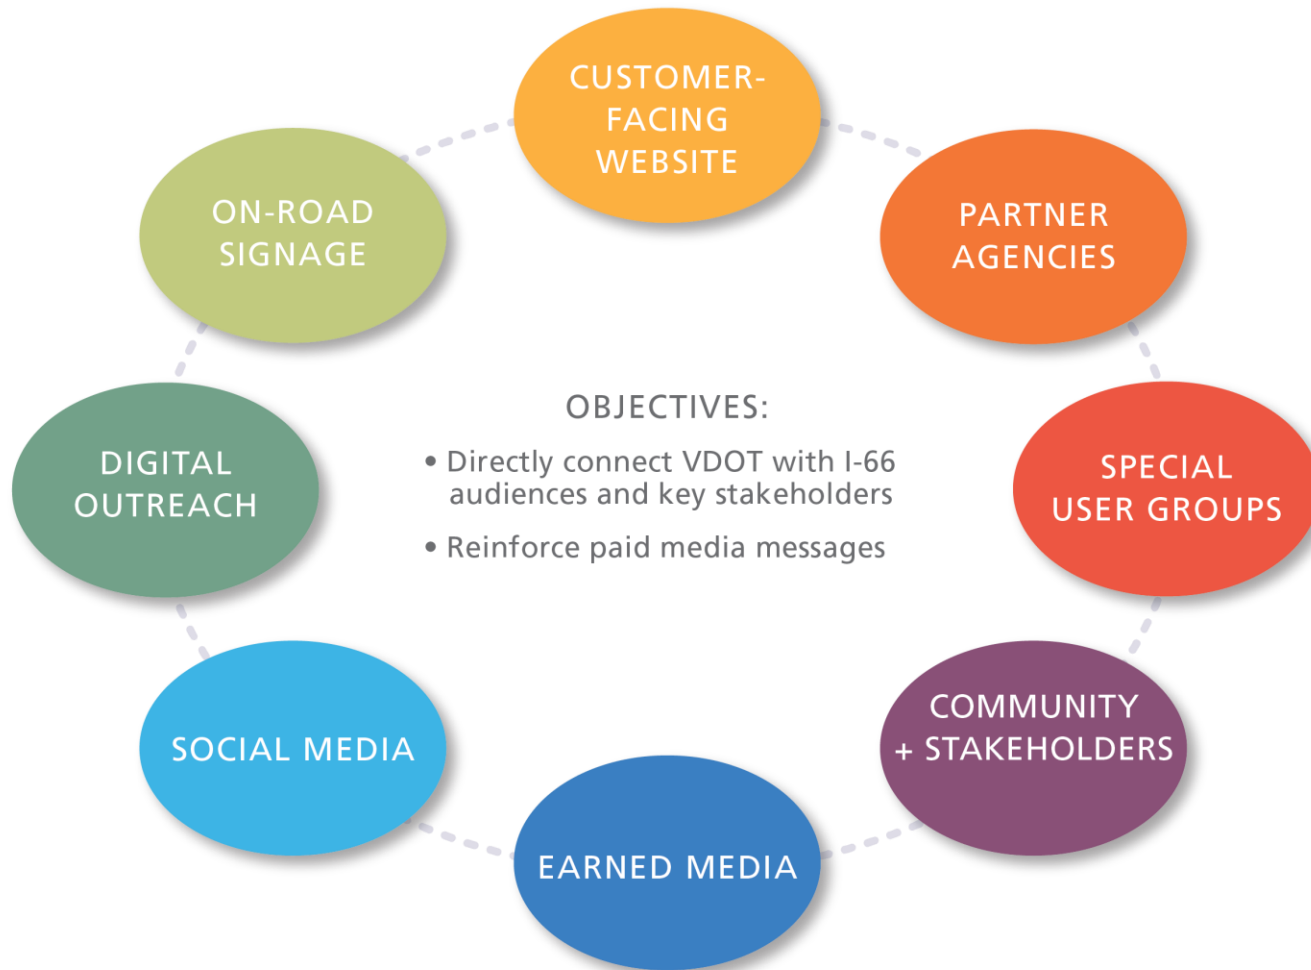 CUSTOMER-
FACING
WEBSITE
PARTNER
AGENCIES
SPECIAL
USER GROUPS
COMMUNITY
+ STAKEHOLDERS
EARNED MEDIA
SOCIAL MEDIA
DIGITAL
OUTREACH
ON-ROAD
SIGNAGE
OBJECTIVES:
• Directly connect VDOT with I-66
audiences and key stakeholders
• Reinforce paid media messages